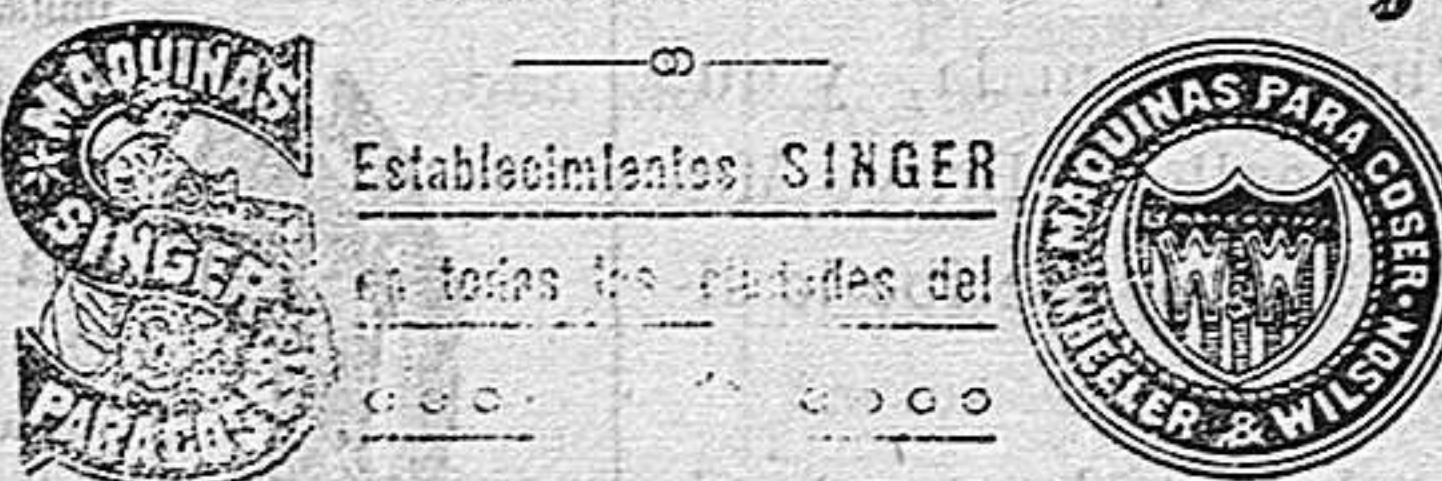 MAQUINAS
SINGER
PARA
Establecimientos SINGER
en todas las ciudades del
MAQUINAS PARA COSER
WHEELER & WILSON